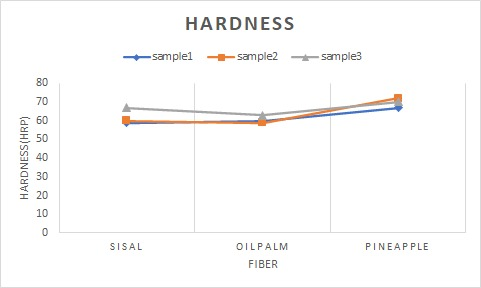 HARDNESS
sample1 sample2 sample3
80
70
60
50
40
30
20
10
0
HARDNESS(HRP)
SISAL OILPALM PINEAPPLE
FIBER